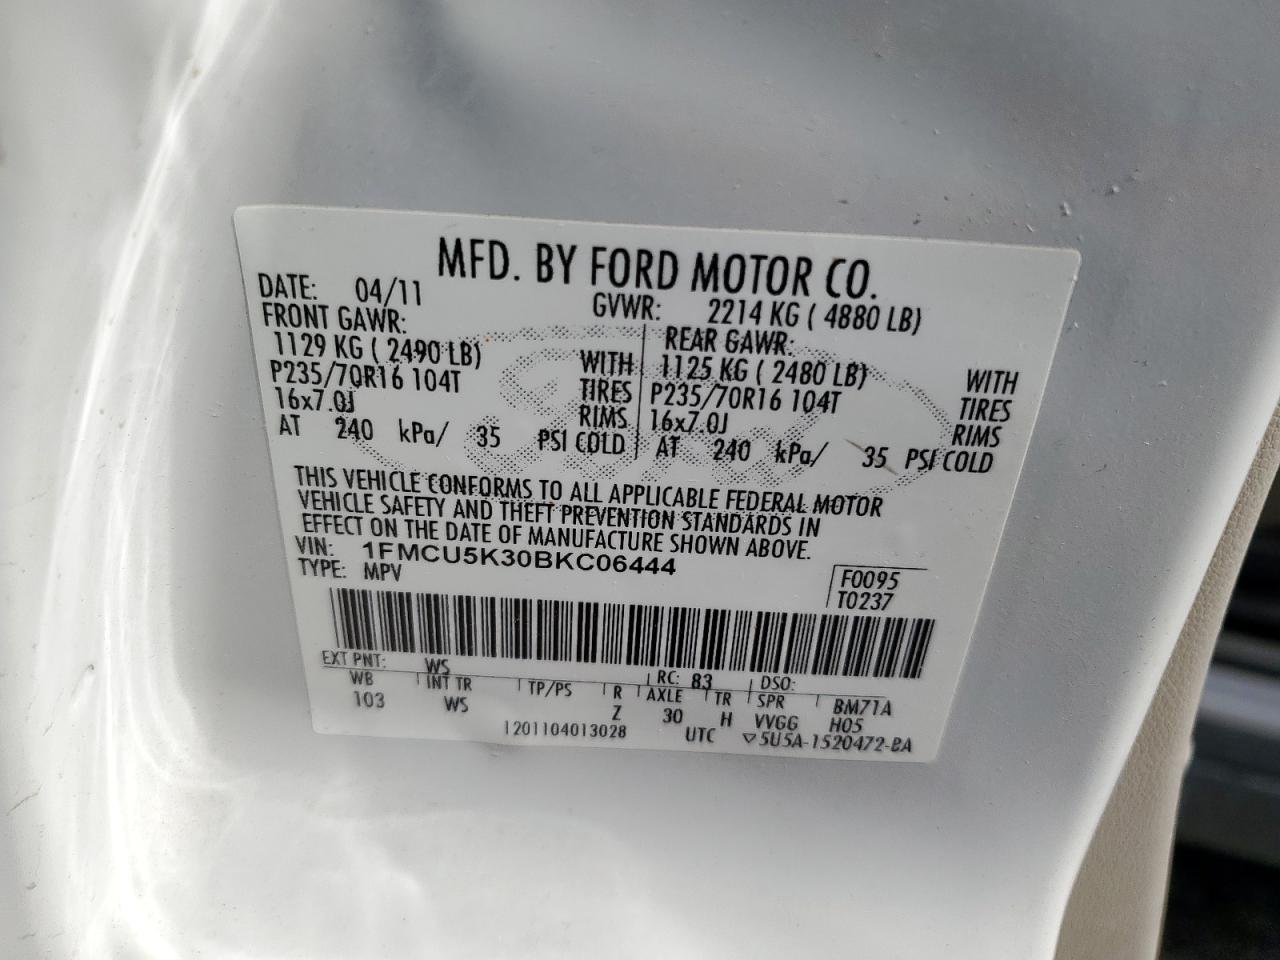 MFD. BY FORD MOTOR CO.
DATE: 04/11 GVWR: 2214 KG ( 4880 LB)
FRONT GAWR: REAR GAWR:
1129 KG ( 2490 LB) WITH 1125 KG ( 2480 LB) WITH
P235/70R16 104T TIRES P235/70R16 104T TIRES
16x7.0J RIMS 16x7.0J RIMS
AT 240 kPa/ 35 PSI COLD AT 240 kPa/ 35 PSI COLD
THIS VEHICLE CONFORMS TO ALL APPLICABLE FEDERAL MOTOR
VEHICLE SAFETY AND THEFT PREVENTION STANDARDS IN
EFFECT ON THE DATE OF MANUFACTURE SHOWN ABOVE.
VIN: 1FMCU5K30BKC06444
TYPE: MPV
F0095
T0237
EXT PNT: WS RC: 83 DSO:
WB INT TR TP/PS R AXLE TR SPR BM71A
103 WS Z 30 H VVGG H05
1201104013028 UTC ▽5U5A-1520472-BA